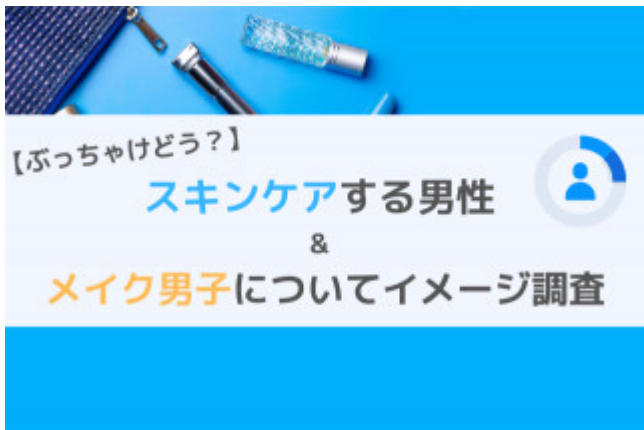 【ぶっちゃけどう？】
スキンケアする男性
&
メイク男子についてイメージ調査